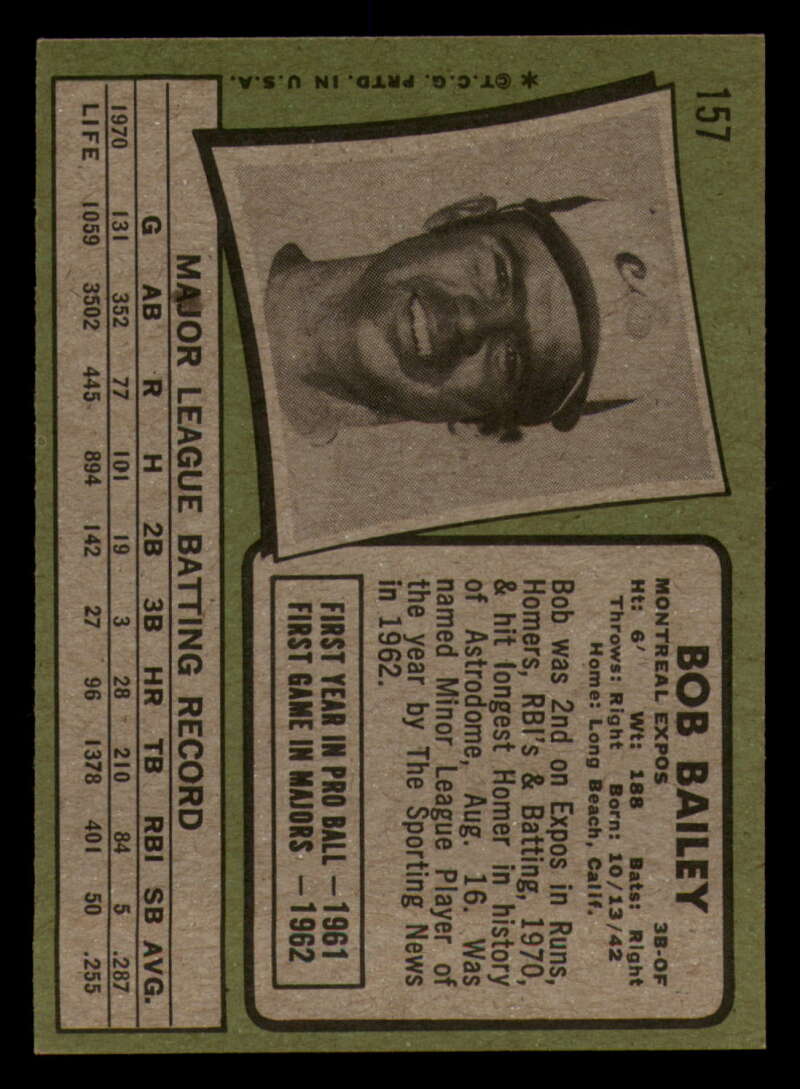 157
BOB BAILEY
MONTREAL EXPOS 3B-OF
Ht: 6' Wt: 188 Bats: Right
Throws: Right Born: 10/13/42
Home: Long Beach, Calif.
Bob was 2nd on Expos in Runs,
Homers, RBI's & Batting, 1970,
& hit longest Homer in history
of Astrodome, Aug. 16. Was
named Minor League Player of
the year by The Sporting News
in 1962.
FIRST YEAR IN PRO BALL — 1961
FIRST GAME IN MAJORS — 1962
MAJOR LEAGUE BATTING RECORD
G AB R H 2B 3B HR TB RBI SB AVG.
1970 131 352 77 101 19 3 28 210 84 5 .287
LIFE 1059 3502 445 894 142 27 96 1378 401 50 .255
*©T.C.G. PRTD. IN U.S.A.